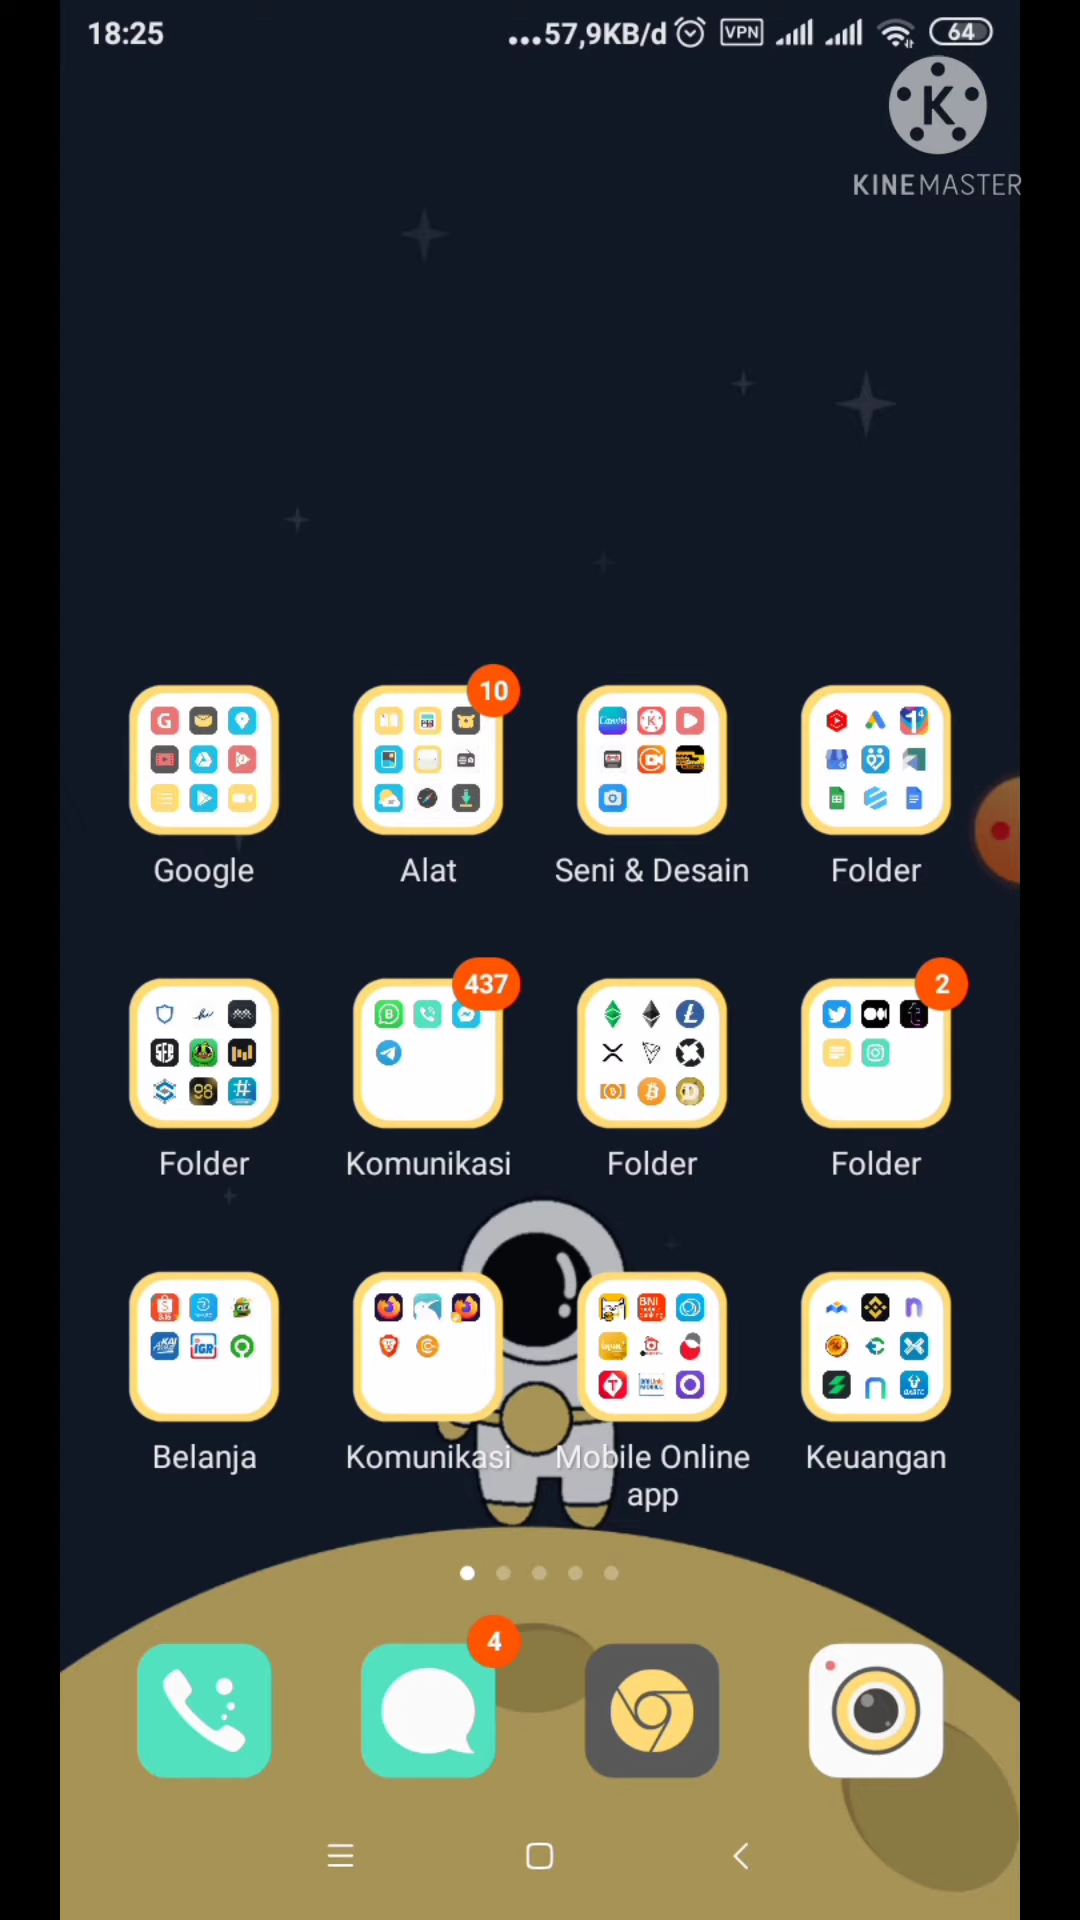 18:25
...57,9KB/d VPN 64
K
KINEMASTER
10
Google
Alat
Seni & Desain
Folder
437
2
Folder
Komunikasi
Folder
Folder
Belanja
Komunikasi
Mobile Online
app
Keuangan
4